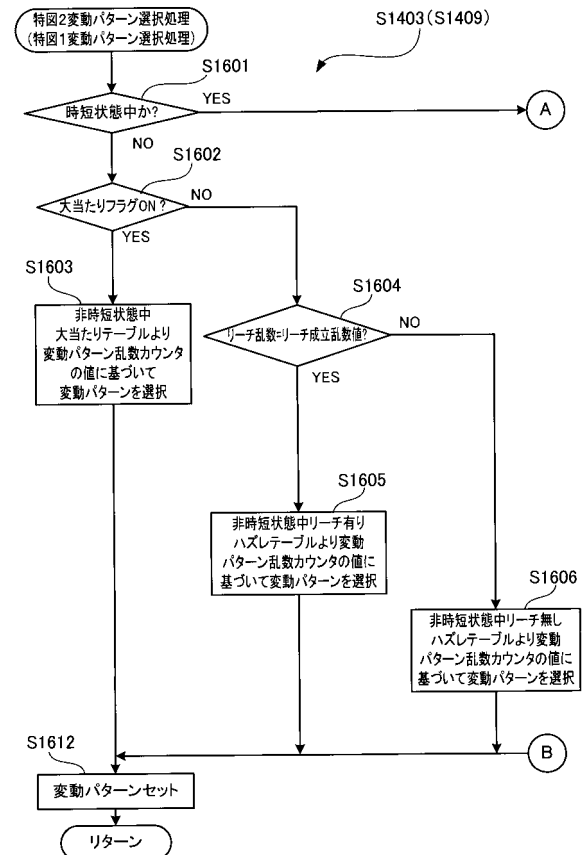 特図2変動パターン選択処理
(特図1変動パターン選択処理)
S1403(S1409)
S1601
時短状態中か?
YES
A
NO
S1602
大当たりフラグON?
NO
YES
S1603
非時短状態中
大当たりテーブルより
変動パターン乱数カウンタ
の値に基づいて
変動パターンを選択
S1604
リーチ乱数=リーチ成立乱数値?
NO
YES
S1605
非時短状態中リーチ有り
ハズレテーブルより変動
パターン乱数カウンタの値に
基づいて変動パターンを選択
S1606
非時短状態中リーチ無し
ハズレテーブルより変動
パターン乱数カウンタの値に
基づいて変動パターンを選択
B
S1612
変動パターンセット
リターン